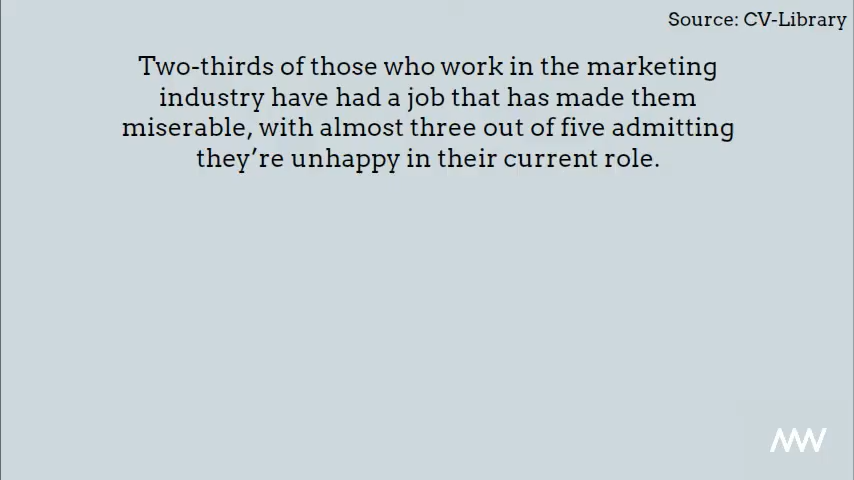 Source: CV-Library
Two-thirds of those who work in the marketing
industry have had a job that has made them
miserable, with almost three out of five admitting
they’re unhappy in their current role.
MW